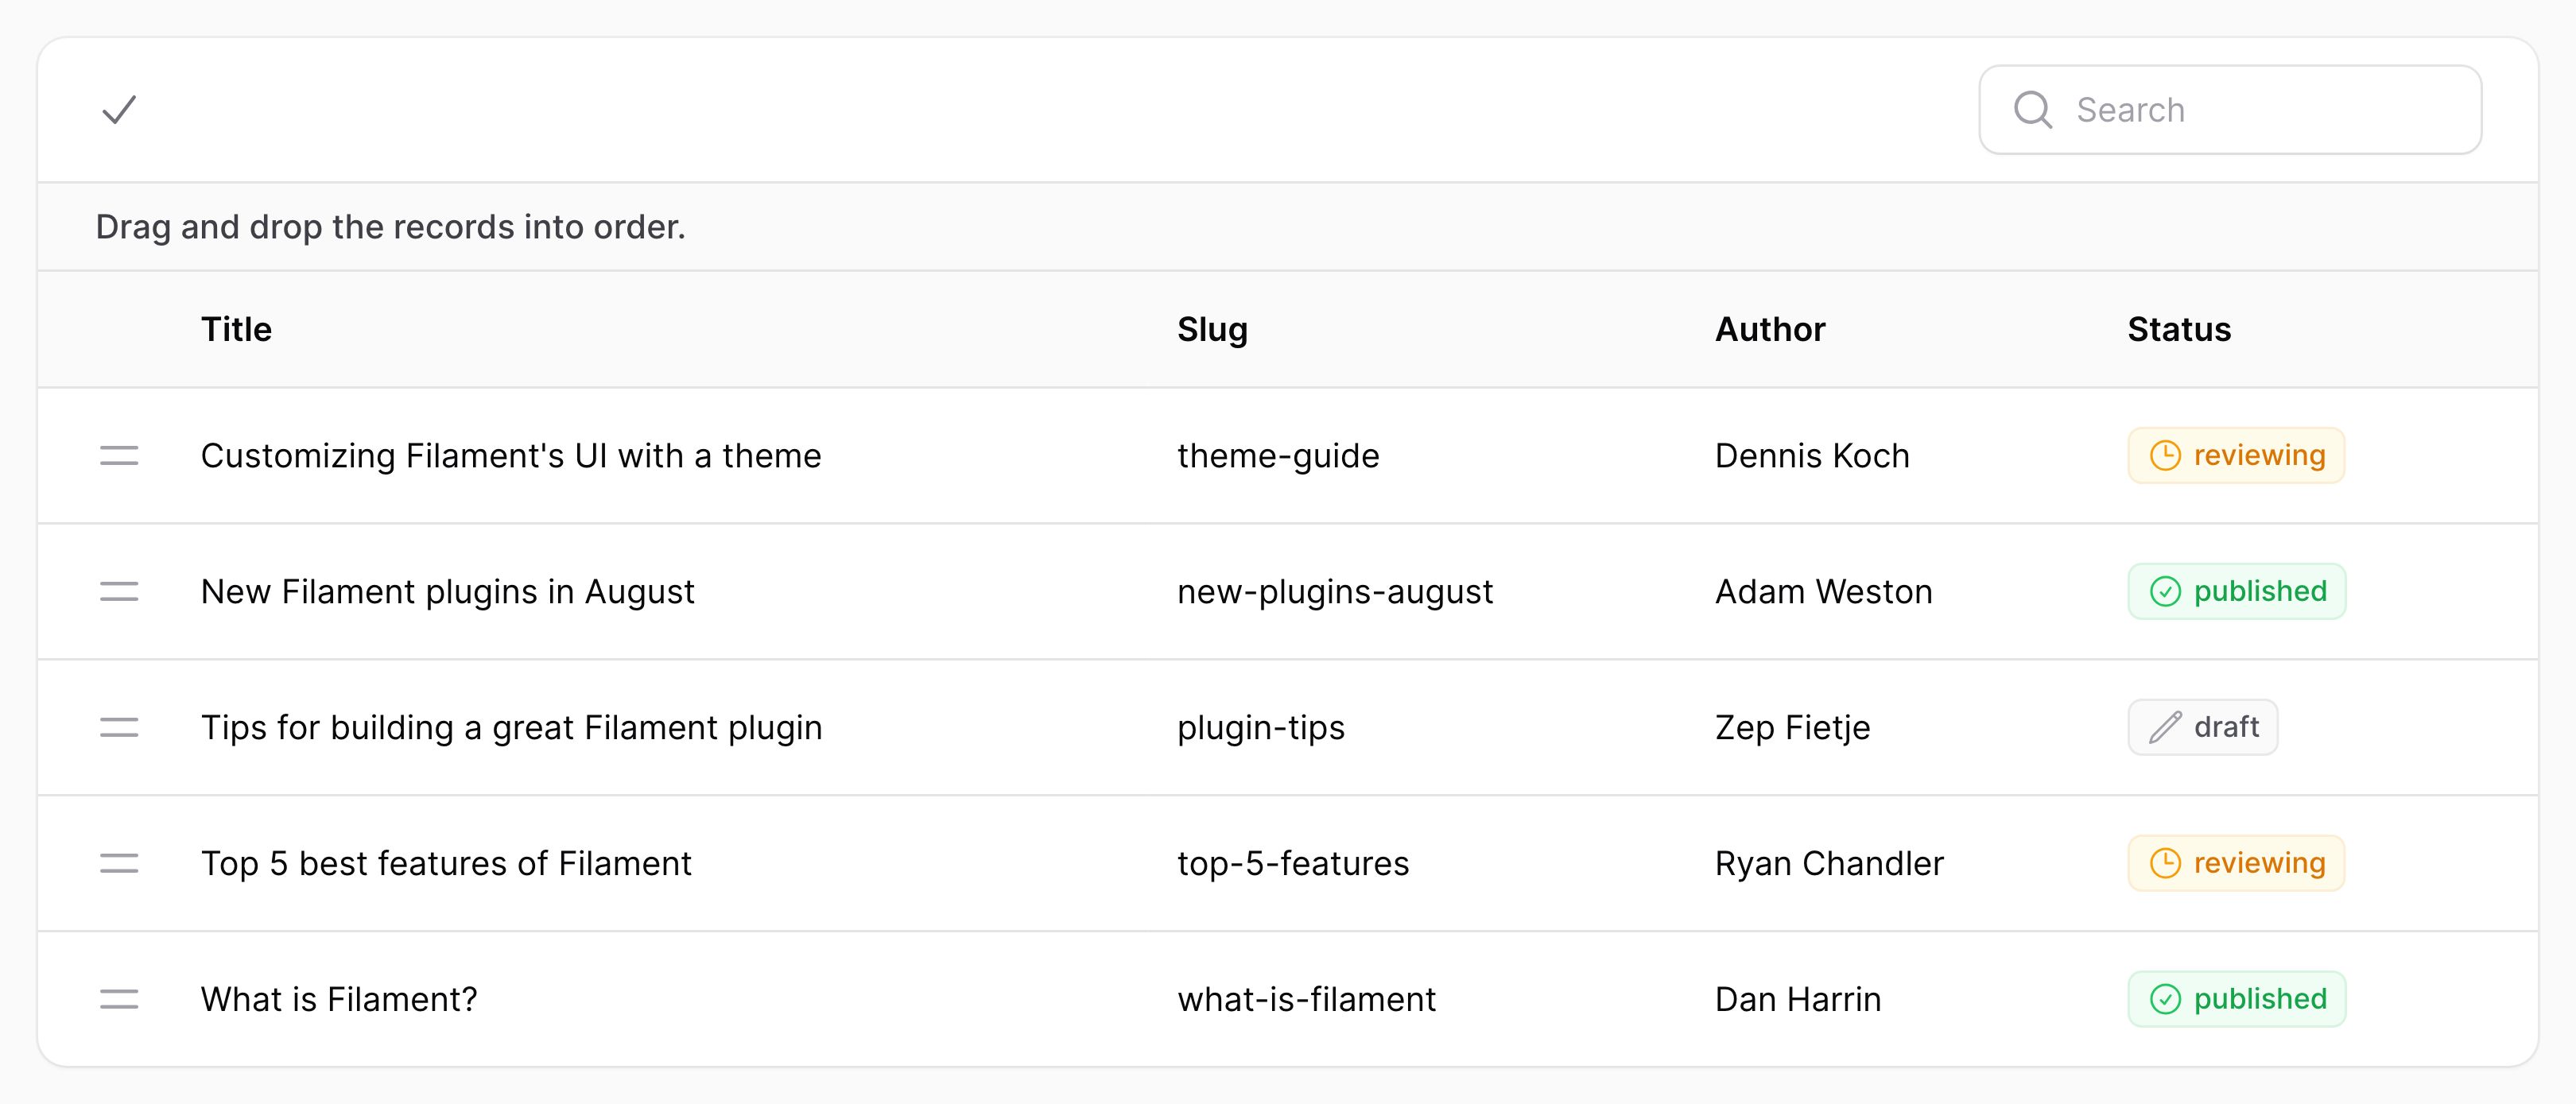 Search
Drag and drop the records into order.
Title Slug Author Status
Customizing Filament's UI with a theme theme-guide Dennis Koch reviewing
New Filament plugins in August new-plugins-august Adam Weston published
Tips for building a great Filament plugin plugin-tips Zep Fietje draft
Top 5 best features of Filament top-5-features Ryan Chandler reviewing
What is Filament? what-is-filament Dan Harrin published